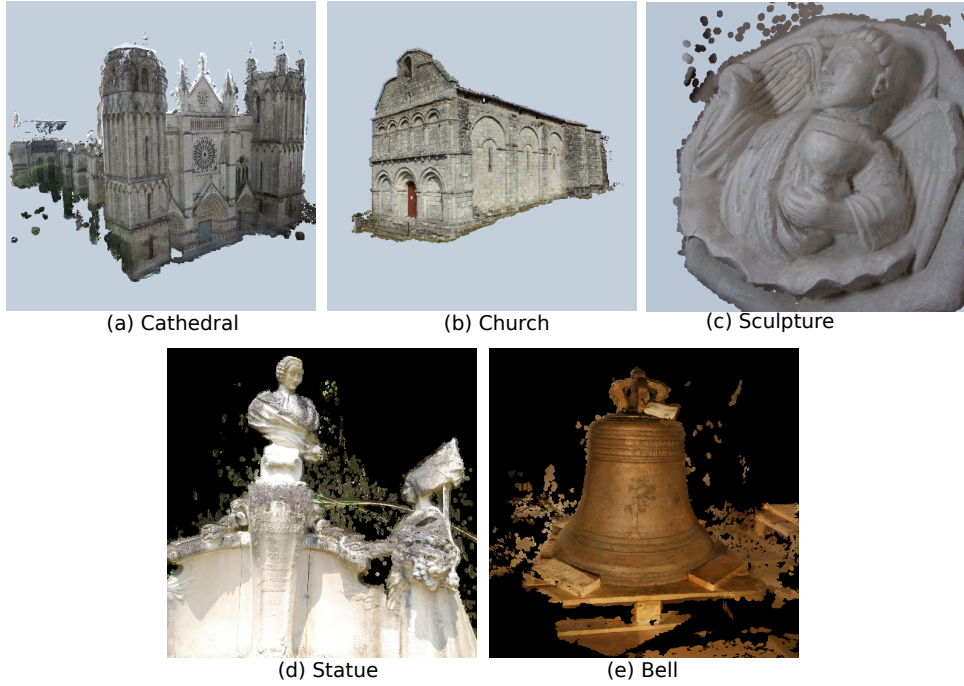 (a) Cathedral
(b) Church
(c) Sculpture
(d) Statue
(e) Bell